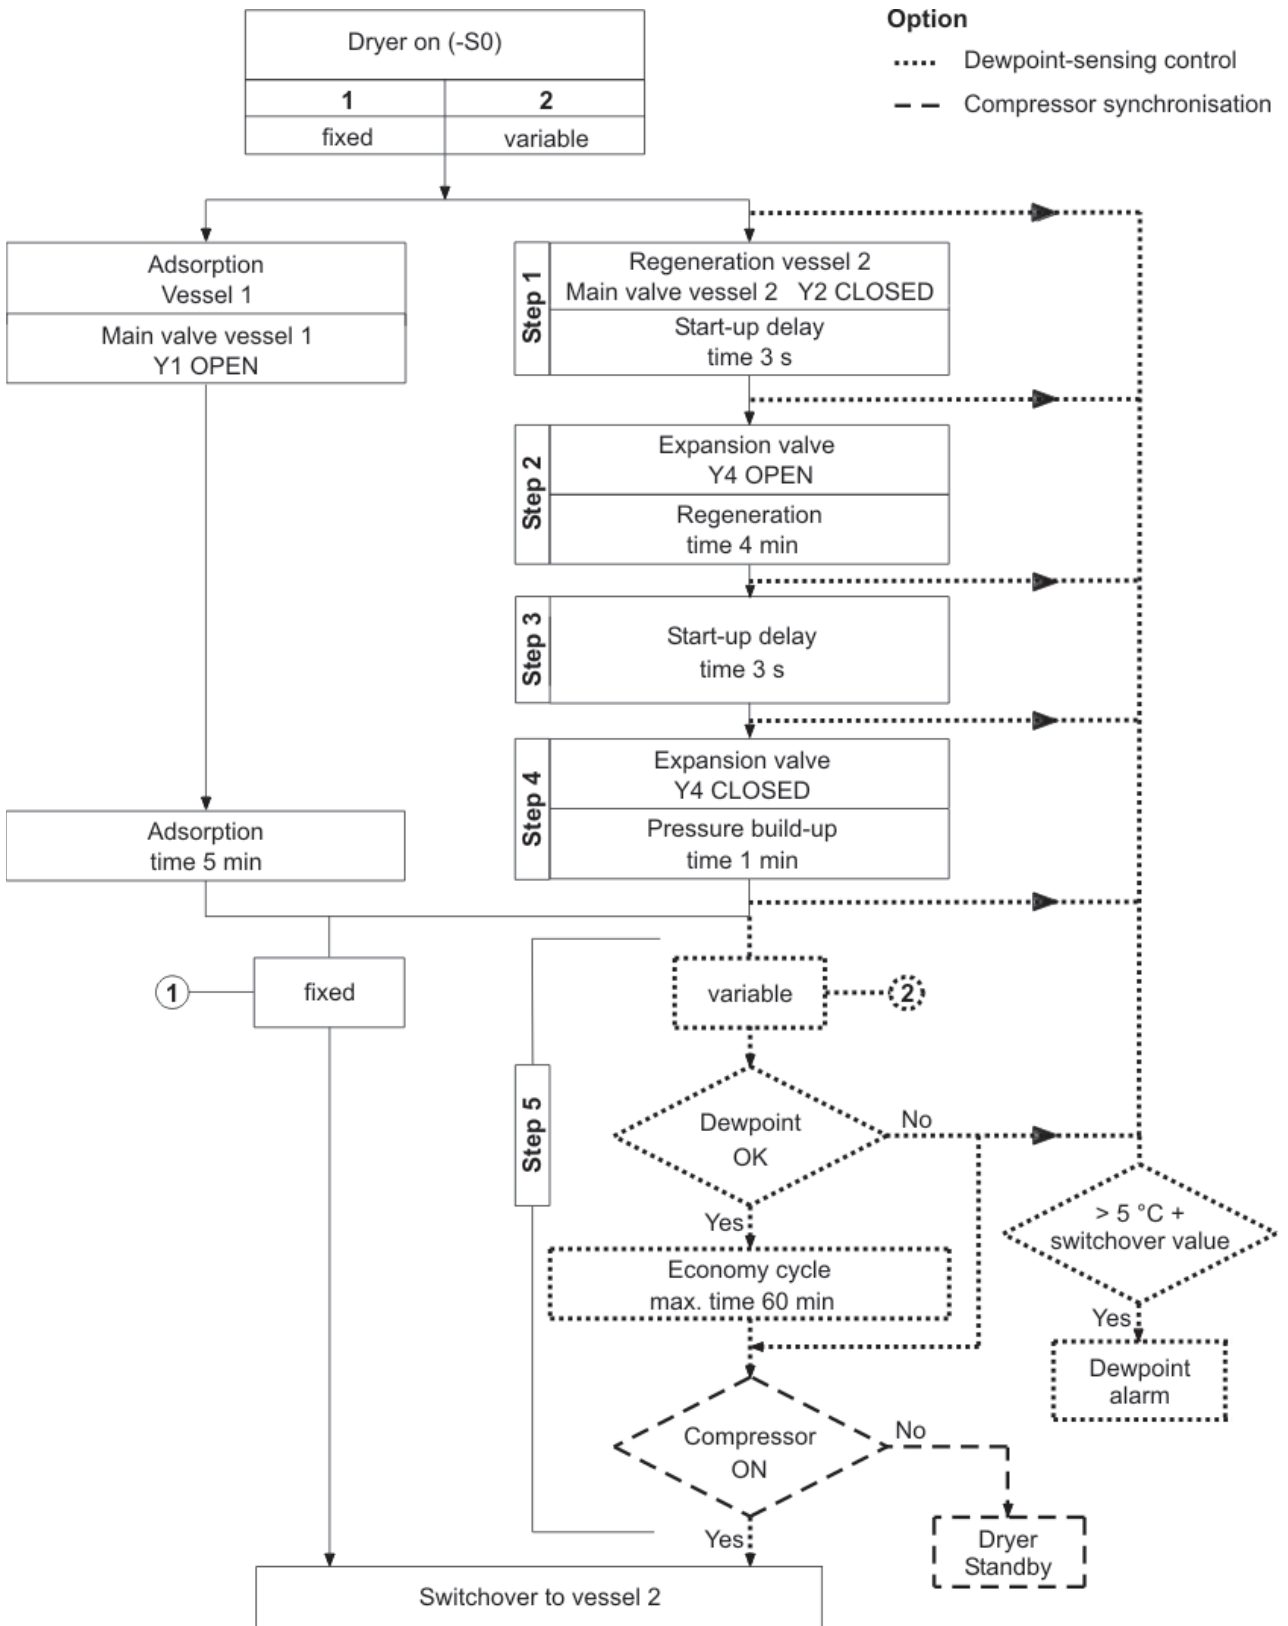 Option
Dewpoint-sensing control
Compressor synchronisation
Dryer on (-S0)
1 2
fixed variable
Adsorption
Vessel 1
Main valve vessel 1
Y1 OPEN
Step 1
Regeneration vessel 2
Main valve vessel 2 Y2 CLOSED
Start-up delay
time 3 s
Step 2
Expansion valve
Y4 OPEN
Regeneration
time 4 min
Step 3
Start-up delay
time 3 s
Step 4
Expansion valve
Y4 CLOSED
Pressure build-up
time 1 min
Adsorption
time 5 min
1
fixed
variable
2
Step 5
Dewpoint
OK
No
Yes
> 5 °C +
switchover value
Yes
Dewpoint
alarm
Economy cycle
max. time 60 min
Compressor
ON
No
Yes
Dryer
Standby
Switchover to vessel 2